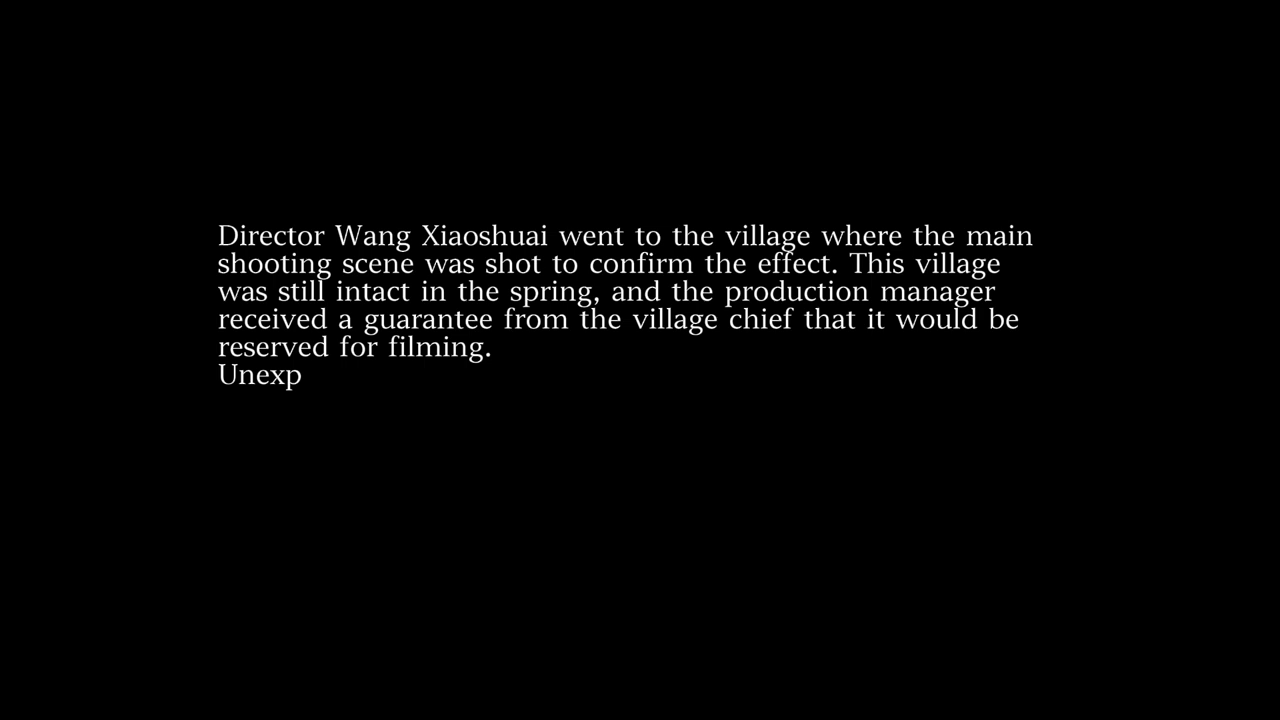 Director Wang Xiaoshuai went to the village where the main
shooting scene was shot to confirm the effect. This village
was still intact in the spring, and the production manager
received a guarantee from the village chief that it would be
reserved for filming.
Unexp